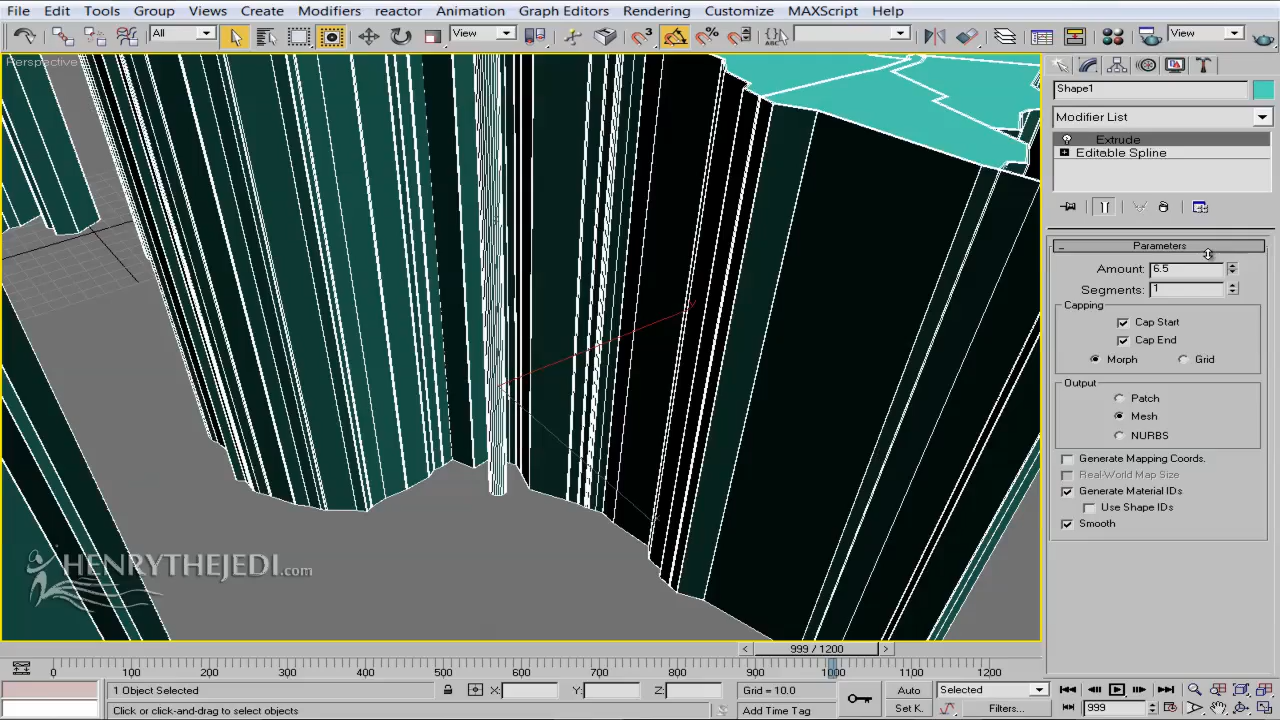 File Edit Tools Group Views Create Modifiers reactor Animation Graph Editors Rendering Customize MAXScript Help
All View 3 % View
Perspective
Shape1
Modifier List
Extrude
Editable Spline
Parameters
Amount: 6.5
Segments: 1
Capping
Cap Start
Cap End
Morph Grid
Output
Patch
Mesh
NURBS
Generate Mapping Coords.
Real-World Map Size
Generate Material IDs
Use Shape IDs
Smooth
HENRYTHEJEDI.com
< 999 / 1200 >
0 100 200 300 400 500 600 700 800 900 1000 1100 1200
1 Object Selected X: Y: Z: Grid = 10.0 Auto Selected
Click or click-and-drag to select objects Add Time Tag Set K. Filters... 999